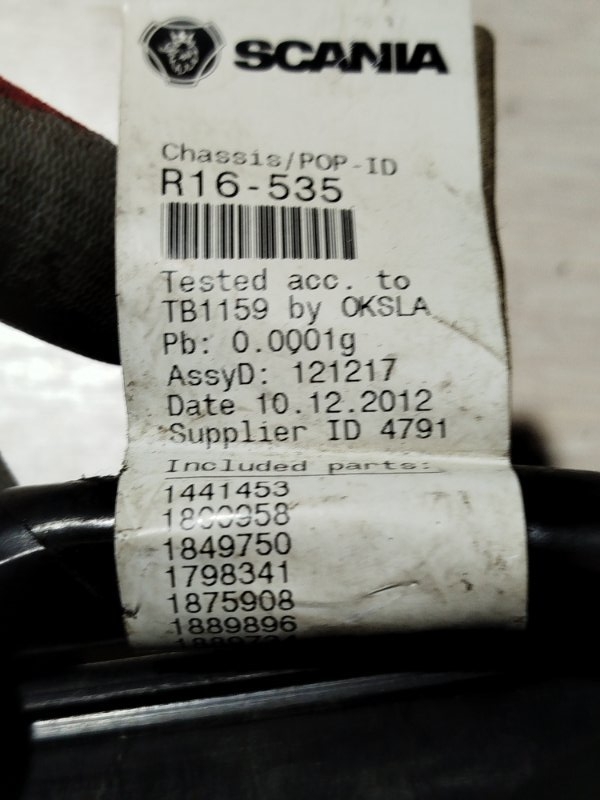 SCANIA
Chassis/POP-ID
R16-535
Tested acc. to
TB1159 by OKSLA
Pb: 0.0001g
AssyD: 121217
Date 10.12.2012
Supplier ID 4791
Included parts:
1441453
1800958
1849750
1798341
1875908
1889896